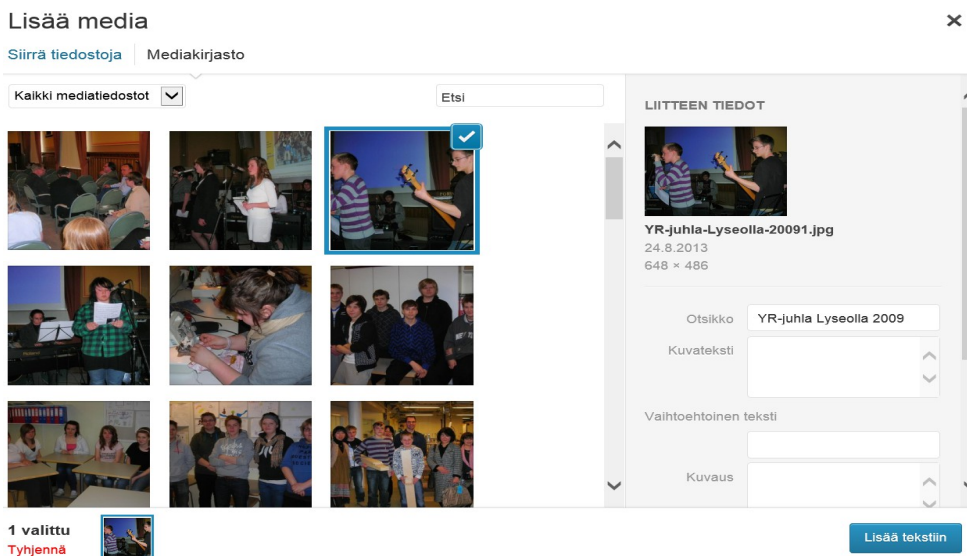 Lisää media
Siirrä tiedostoja Mediakirjasto
Kaikki mediatiedostot
Etsi
LIITTEEN TIEDOT
YR-juhla-Lyseolla-20091.jpg
24.8.2013
648 × 486
Otsikko YR-juhla Lyseolla 2009
Kuvateksti
Vaihtoehtoinen teksti
Kuvaus
1 valittu
Tyhjennä
Lisää tekstiin